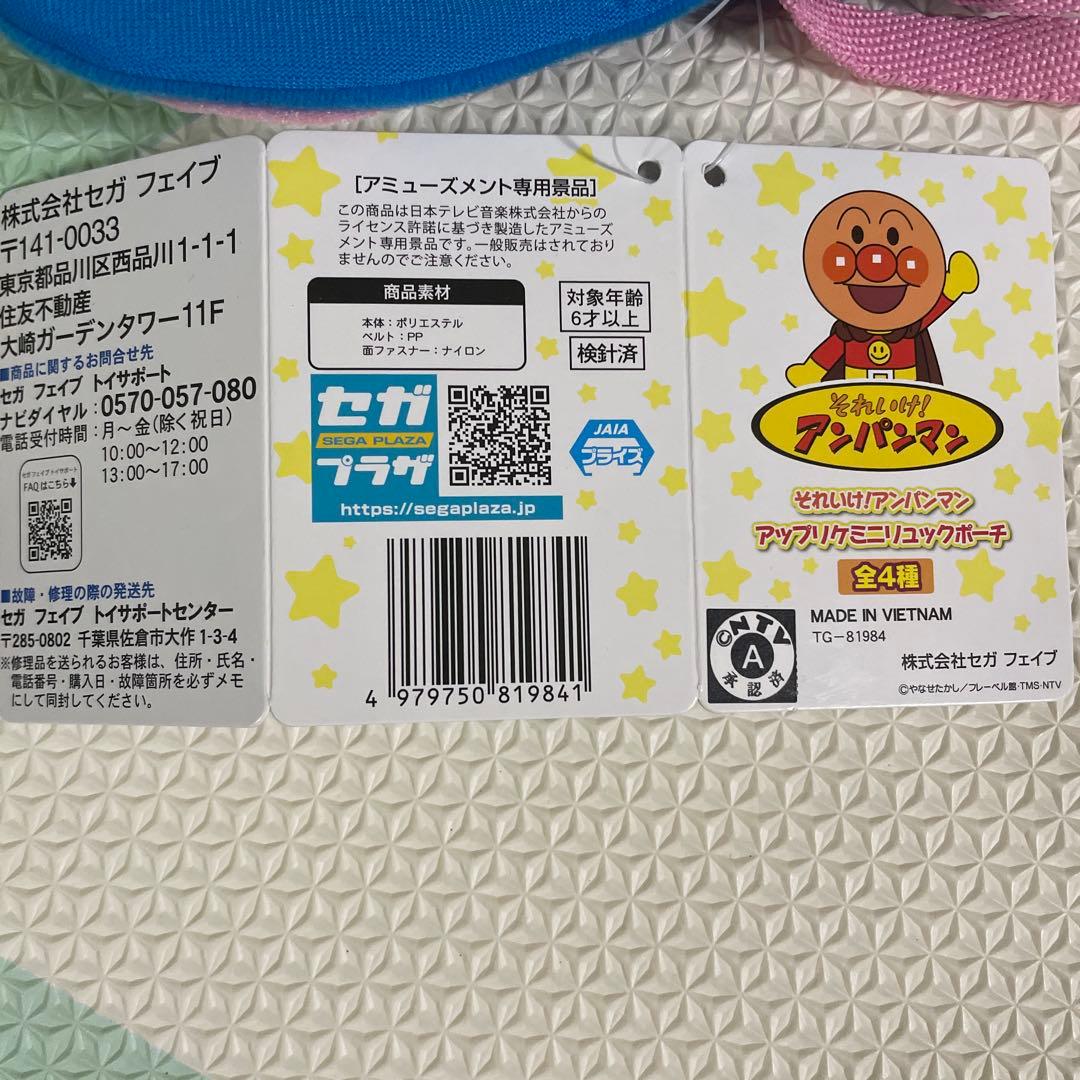 株式会社セガ フェイブ
〒141-0033
東京都品川区西品川1-1-1
住友不動産
大崎ガーデンタワー11F
■商品に関するお問合せ先
セガ フェイブ トイサポート
ナビダイヤル：0570-057-080
電話受付時間：月〜金(除く祝日)
10:00〜12:00
13:00〜17:00
セガ フェイブ トイサポート
FAQはこちら
■故障・修理の際の発送先
セガ フェイブ トイサポートセンター
〒285-0802 千葉県佐倉市大作 1-3-4
※修理品を送られるお客様は、住所・氏名・
電話番号・購入日・故障箇所を必ずメモ
にして同封してください。
[アミューズメント専用景品]
この商品は日本テレビ音楽株式会社からの
ライセンス許諾に基づき製造したアミューズ
メント専用景品です。一般販売はされており
ませんのでご注意ください。
商品素材
本体：ポリエステル
ベルト：PP
面ファスナー：ナイロン
対象年齢
6才以上
検針済
セガ
SEGA PLAZA
プラザ
https://segaplaza.jp
JAIA
プライズ
4 979750 819841
それいけ!
アンパンマン
それいけ!アンパンマン
アップリケミニリュックポーチ
全4種
MADE IN VIETNAM
TG-81984
CNTV
A
承認済
株式会社セガ フェイブ
©やなせたかし/フレーベル館・TMS・NTV